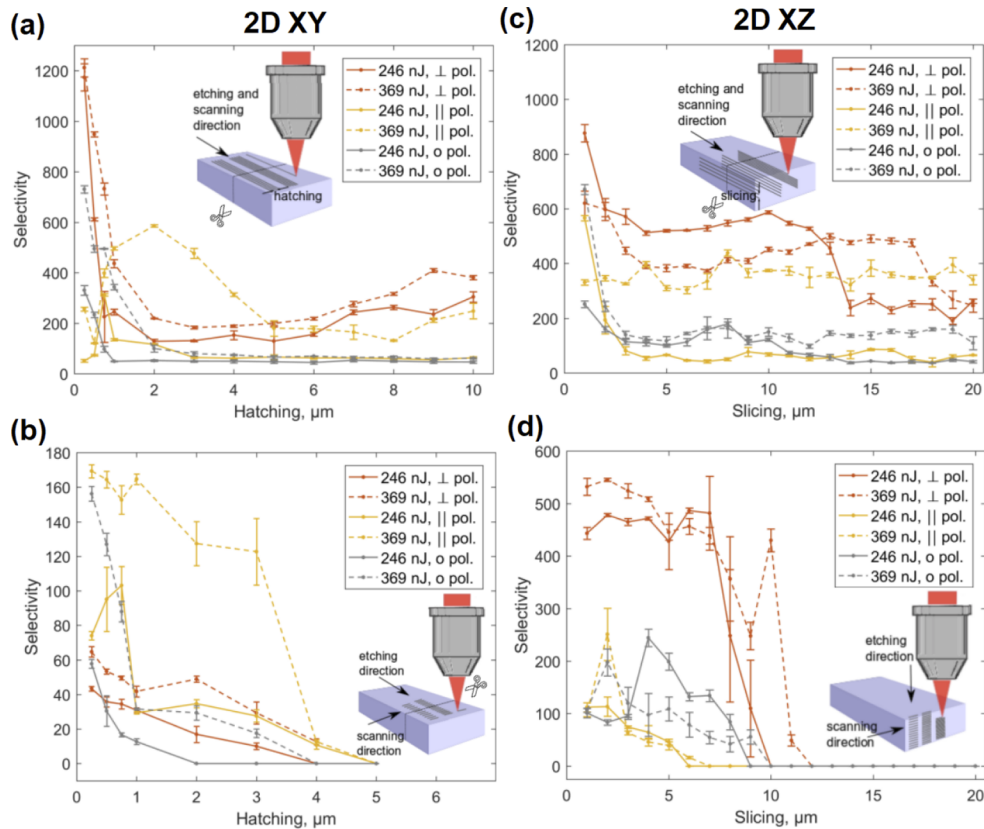 2D XY
2D XZ
(a)
1200
1000
800
600
400
200
0
Selectivity
0
2
4
6
8
10
Hatching, µm
246 nJ, ⊥ pol.
369 nJ, ⊥ pol.
246 nJ, || pol.
369 nJ, || pol.
246 nJ, o pol.
369 nJ, o pol.
etching and
scanning
direction
hatching
(c)
1200
1000
800
600
400
200
0
Selectivity
0
5
10
15
20
Slicing, µm
246 nJ, ⊥ pol.
369 nJ, ⊥ pol.
246 nJ, || pol.
369 nJ, || pol.
246 nJ, o pol.
369 nJ, o pol.
etching and
scanning
direction
slicing
(b)
180
160
140
120
100
80
60
40
20
0
Selectivity
0
1
2
3
4
5
6
Hatching, µm
246 nJ, ⊥ pol.
369 nJ, ⊥ pol.
246 nJ, || pol.
369 nJ, || pol.
246 nJ, o pol.
369 nJ, o pol.
etching
direction
scanning
direction
(d)
600
500
400
300
200
100
0
Selectivity
0
5
10
15
20
Slicing, µm
246 nJ, ⊥ pol.
369 nJ, ⊥ pol.
246 nJ, || pol.
369 nJ, || pol.
246 nJ, o pol.
369 nJ, o pol.
etching
direction
scanning
direction